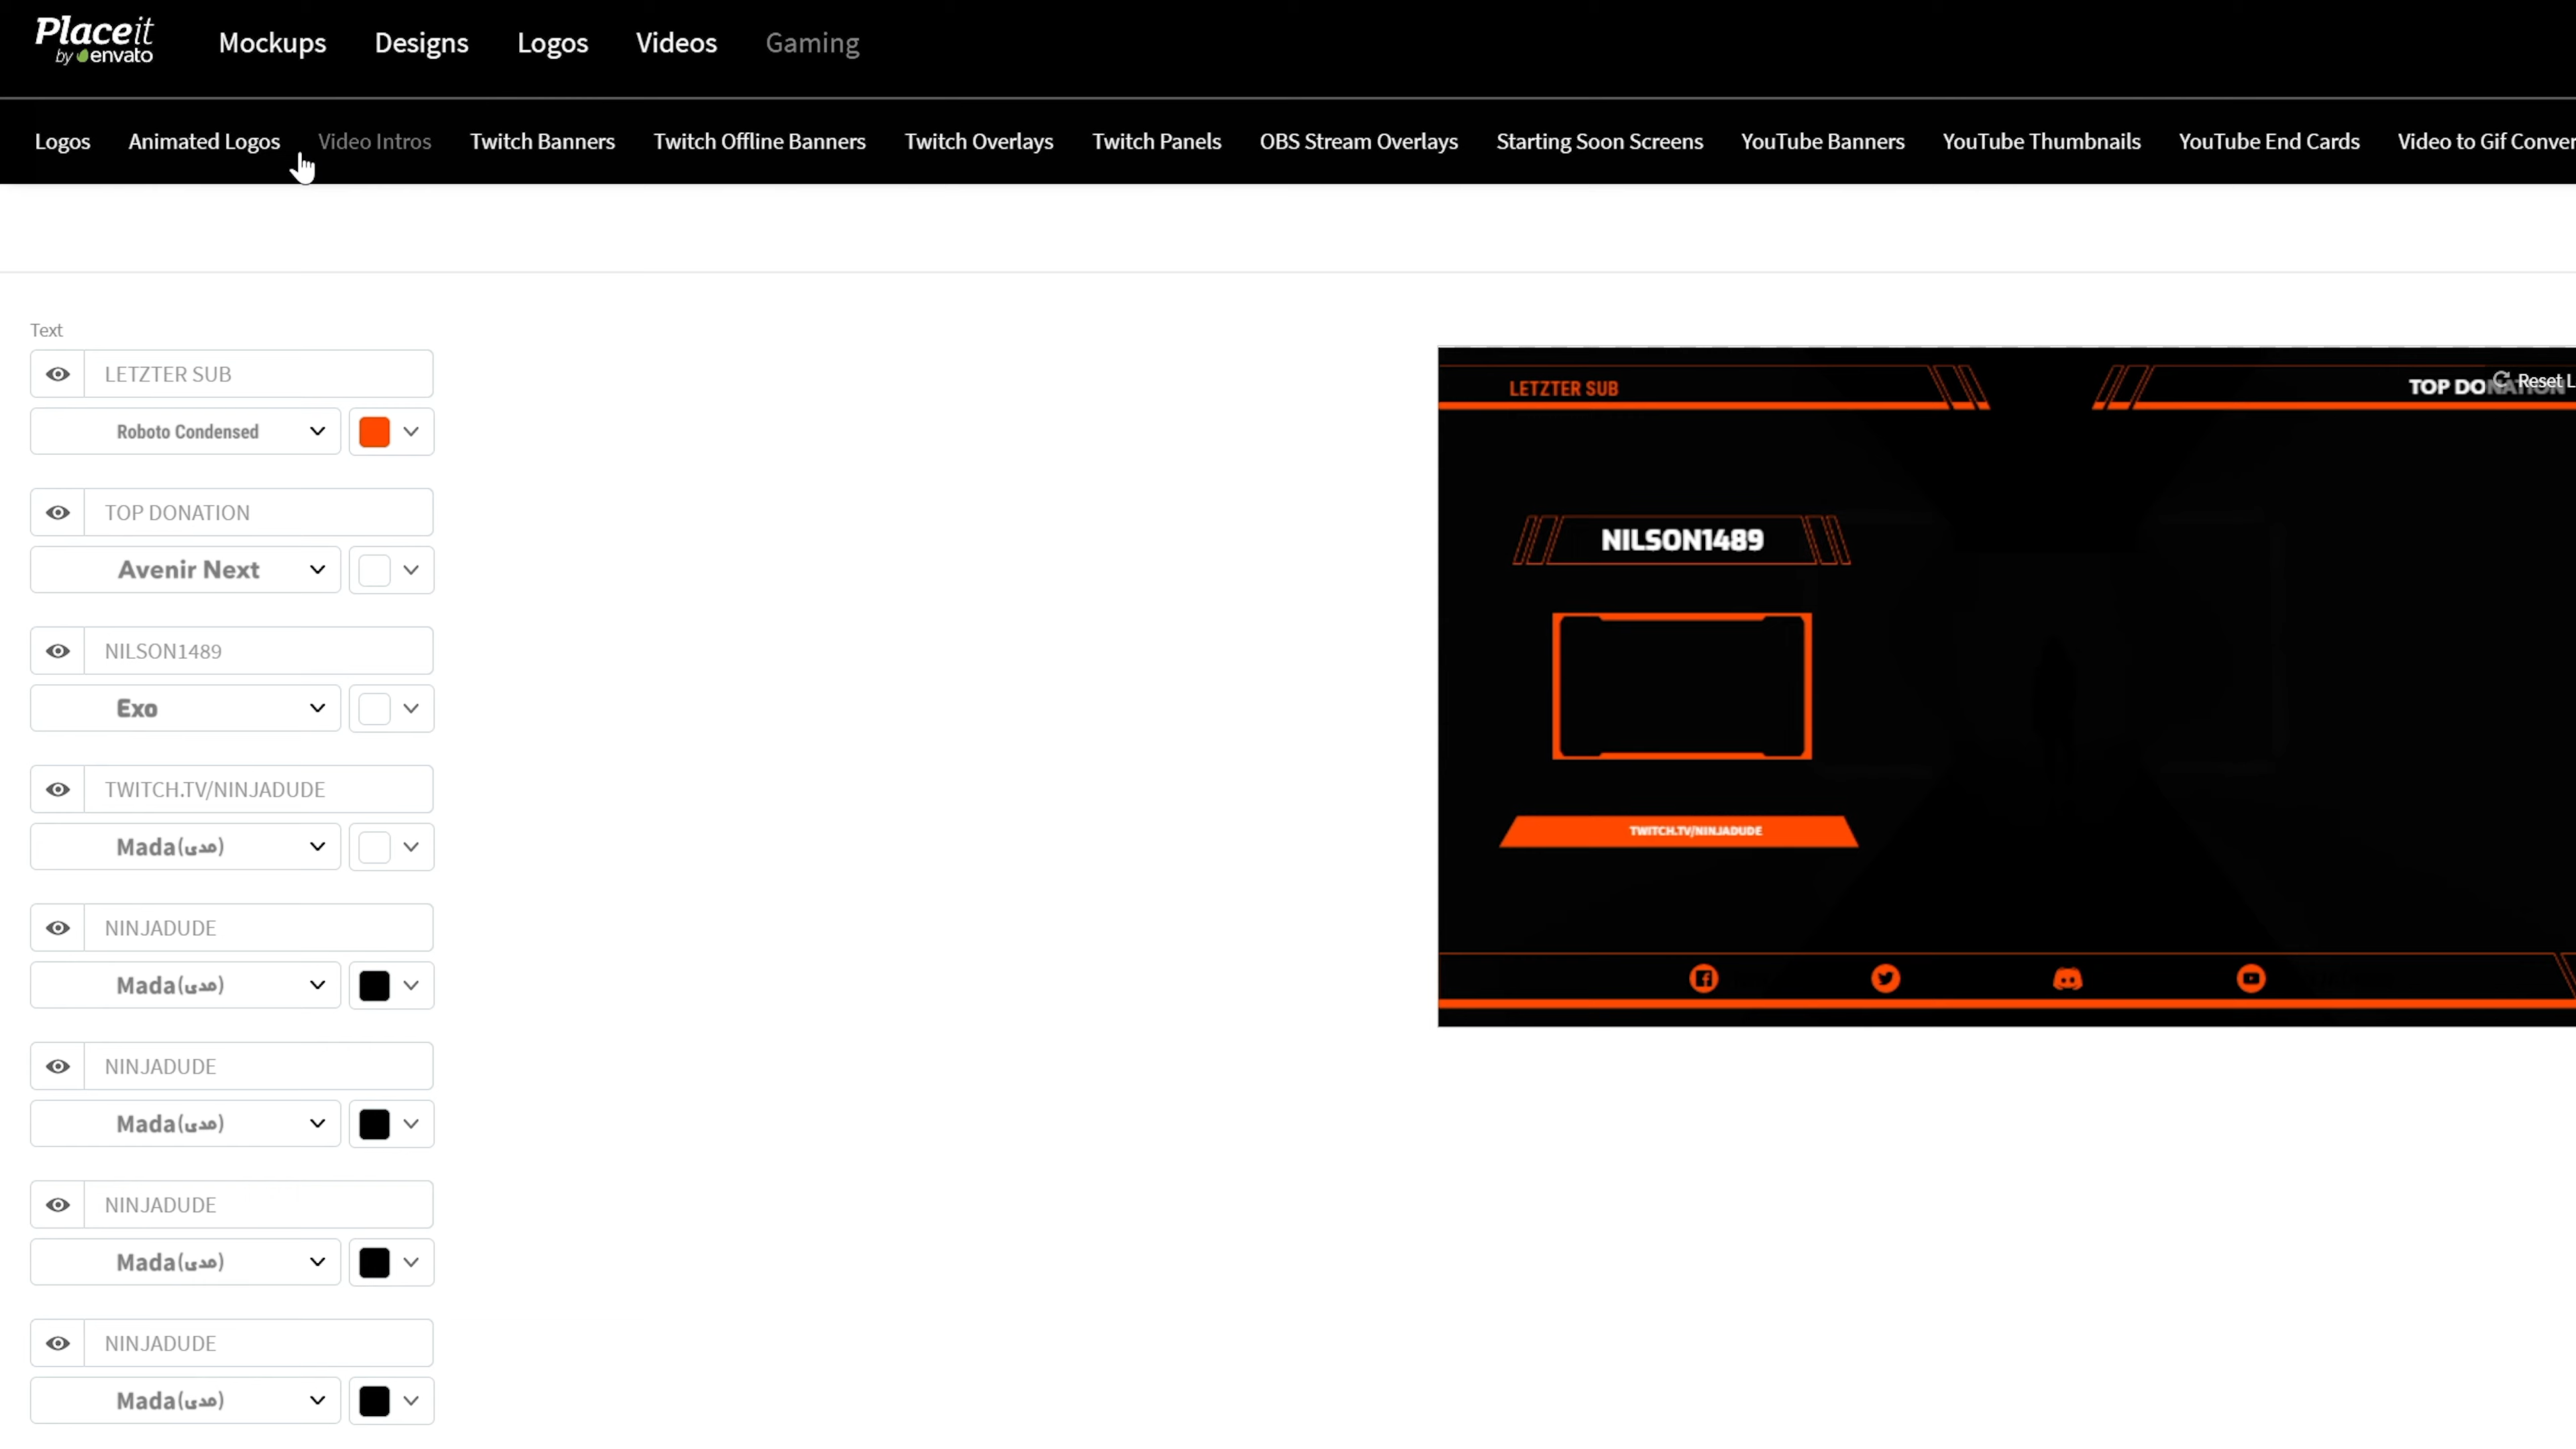 Placeit
by envato
Mockups Designs Logos Videos Gaming
Logos Animated Logos Video Intros Twitch Banners Twitch Offline Banners Twitch Overlays Twitch Panels OBS Stream Overlays Starting Soon Screens YouTube Banners YouTube Thumbnails YouTube End Cards Video to Gif Conver
Text
LETZTER SUB
Roboto Condensed
TOP DONATION
Avenir Next
NILSON1489
Exo
TWITCH.TV/NINJADUDE
Mada(مدى)
NINJADUDE
Mada(مدى)
NINJADUDE
Mada(مدى)
NINJADUDE
Mada(مدى)
NINJADUDE
Mada(مدى)
LETZTER SUB
TOP DONATION
Reset L
NILSON1489
TWITCH.TV/NINJADUDE